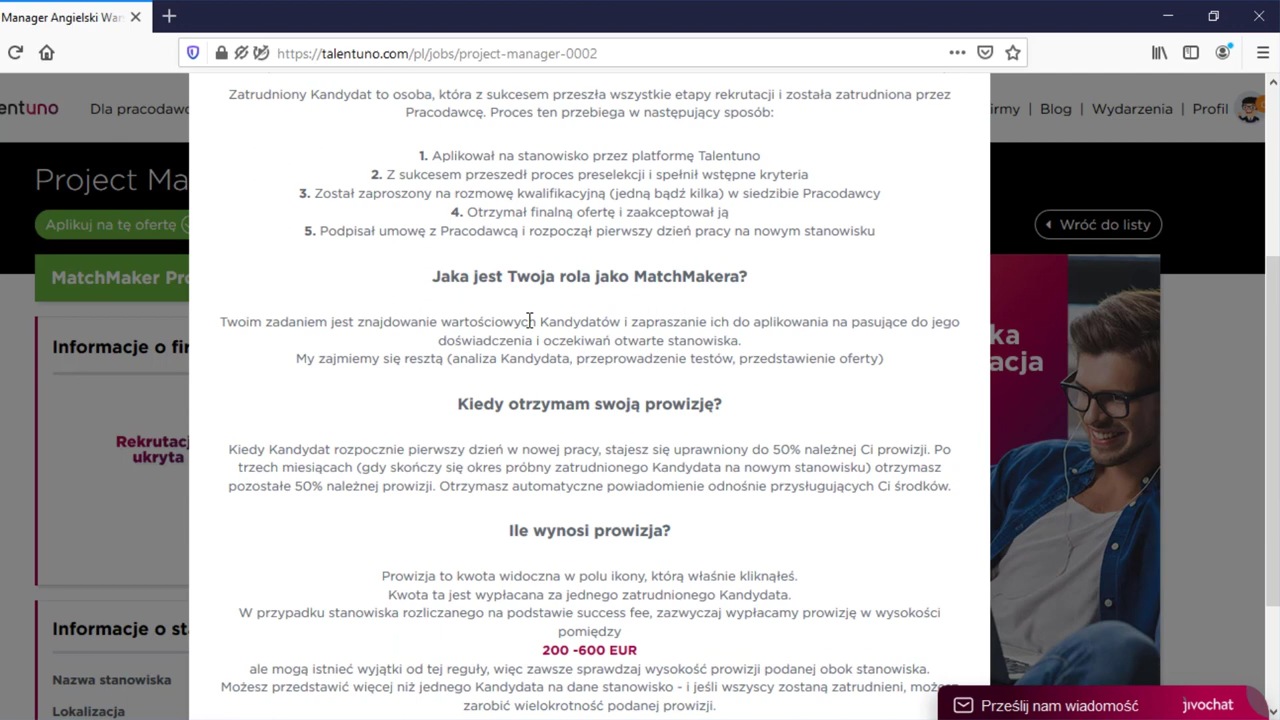 Manager Angielski War
https://talentuno.com/pl/jobs/project-manager-0002
entuno
Dla pracodawc
irmy
Blog
Wydarzenia
Profil
Project Ma
Aplikuj na tę ofertę
Wróć do listy
MatchMaker Pro
Informacje o fir
Rekrutac
ukryta
Informacje o st
Nazwa stanowiska
Lokalizacja
ka
acja
Zatrudniony Kandydat to osoba, która z sukcesem przeszła wszystkie etapy rekrutacji i została zatrudniona przez
Pracodawcę. Proces ten przebiega w następujący sposób:
1. Aplikował na stanowisko przez platformę Talentuno
2. Z sukcesem przeszedł proces preselekcji i spełnił wstępne kryteria
3. Został zaproszony na rozmowę kwalifikacyjną (jedną bądź kilka) w siedzibie Pracodawcy
4. Otrzymał finalną ofertę i zaakceptował ją
5. Podpisał umowę z Pracodawcą i rozpoczął pierwszy dzień pracy na nowym stanowisku
Jaka jest Twoja rola jako MatchMakera?
Twoim zadaniem jest znajdowanie wartościowych Kandydatów i zapraszanie ich do aplikowania na pasujące do jego
doświadczenia i oczekiwań otwarte stanowiska.
My zajmiemy się resztą (analiza Kandydata, przeprowadzenie testów, przedstawienie oferty)
Kiedy otrzymam swoją prowizję?
Kiedy Kandydat rozpocznie pierwszy dzień w nowej pracy, stajesz się uprawniony do 50% należnej Ci prowizji. Po
trzech miesiącach (gdy skończy się okres próbny zatrudnionego Kandydata na nowym stanowisku) otrzymasz
pozostałe 50% należnej prowizji. Otrzymasz automatyczne powiadomienie odnośnie przysługujących Ci środków.
Ile wynosi prowizja?
Prowizja to kwota widoczna w polu ikony, którą właśnie kliknąłeś.
Kwota ta jest wypłacana za jednego zatrudnionego Kandydata.
W przypadku stanowiska rozliczanego na podstawie success fee, zazwyczaj wypłacamy prowizję w wysokości
pomiędzy
200 -600 EUR
ale mogą istnieć wyjątki od tej reguły, więc zawsze sprawdzaj wysokość prowizji podanej obok stanowiska.
Możesz przedstawić więcej niż jednego Kandydata na dane stanowisko - i jeśli wszyscy zostaną zatrudnieni, możesz
zarobić wielokrotność podanej prowizji.
Prześlij nam wiadomość
jivochat